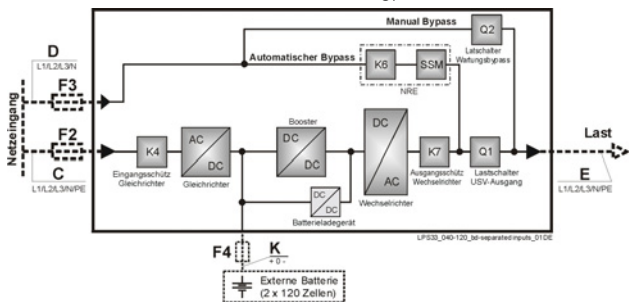 Manual Bypass
Q2
Latschalter
Wartungsbypass
D
L1/L2/L3/N
Automatischer Bypass
K6
SSM
NRE
F3
Netzeingang
F2
Booster
DC
AC
DC
DC
DC
Last
K4
K7
Q1
DC
AC
C
L1/L2/L3/N/PE
Eingangsschütz
Gleichrichter
Gleichrichter
Ausgangsschütz
Wechselrichter
Lastschalter
USV-Ausgang
E
L1/L2/L3/N/PE
DC
DC
Batterieladegerät
Wechselrichter
LPS33_040-120_bd-separated inputs_01DE
F4
K
+ 0 -
Externe Batterie
(2 x 120 Zellen)